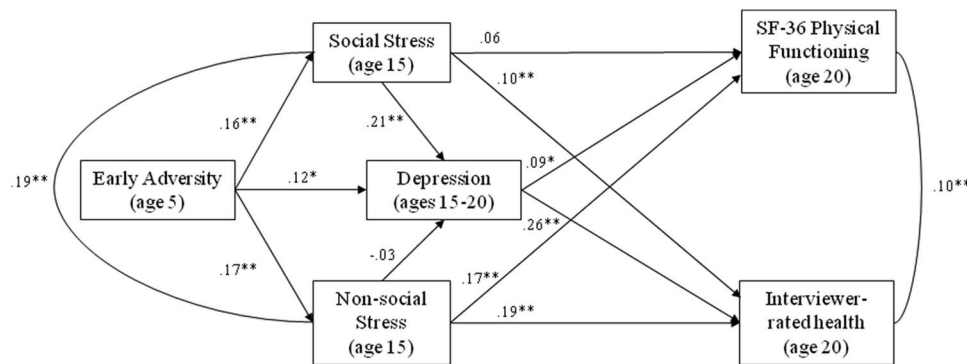 Social Stress
(age 15)
SF-36 Physical
Functioning
(age 20)
.06
.10**
.16**
.21**
.19**
Early Adversity
(age 5)
.12*
Depression
(ages 15-20)
.09*
.26**
.10**
.17**
-.03
.17**
Non-social
Stress
(age 15)
.19**
Interviewer-
rated health
(age 20)